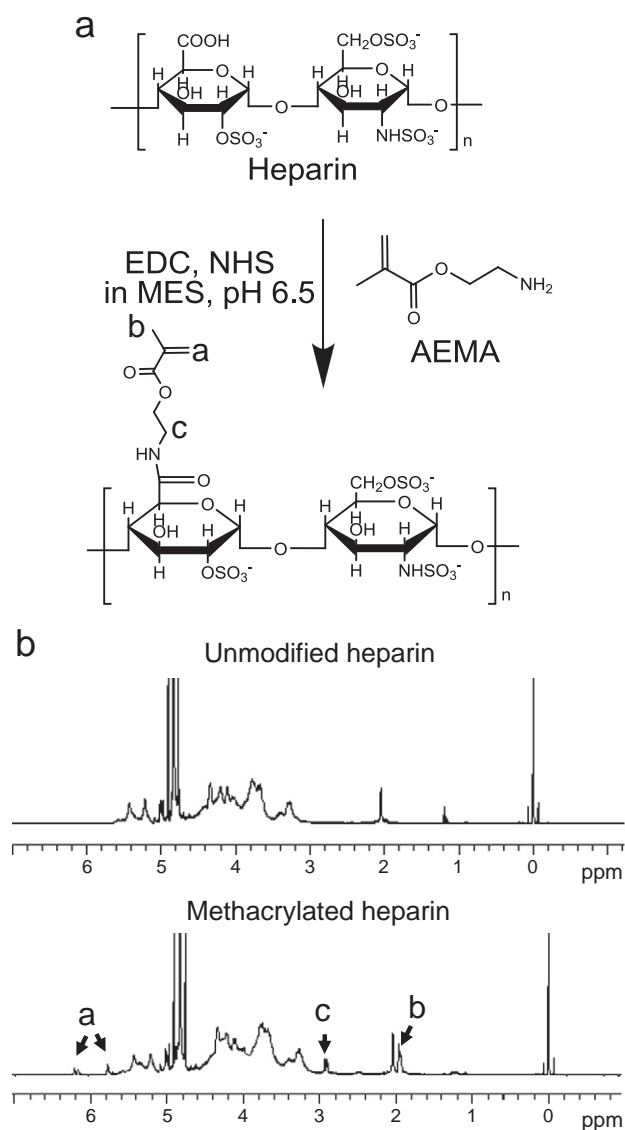 a
COOH
CH₂OSO₃⁻
H O H H O H
H OH H H OH H
O O
H OSO₃⁻ H NHSO₃⁻ n
Heparin
EDC, NHS
in MES, pH 6.5
O NH₂
O
AEMA
b
a
O
O
c
HN
O CH₂OSO₃⁻
H O H H O H
H OH H H OH H
O O
H OSO₃⁻ H NHSO₃⁻ n
b
Unmodified heparin
6 5 4 3 2 1 0 ppm
Methacrylated heparin
a c b
6 5 4 3 2 1 0 ppm